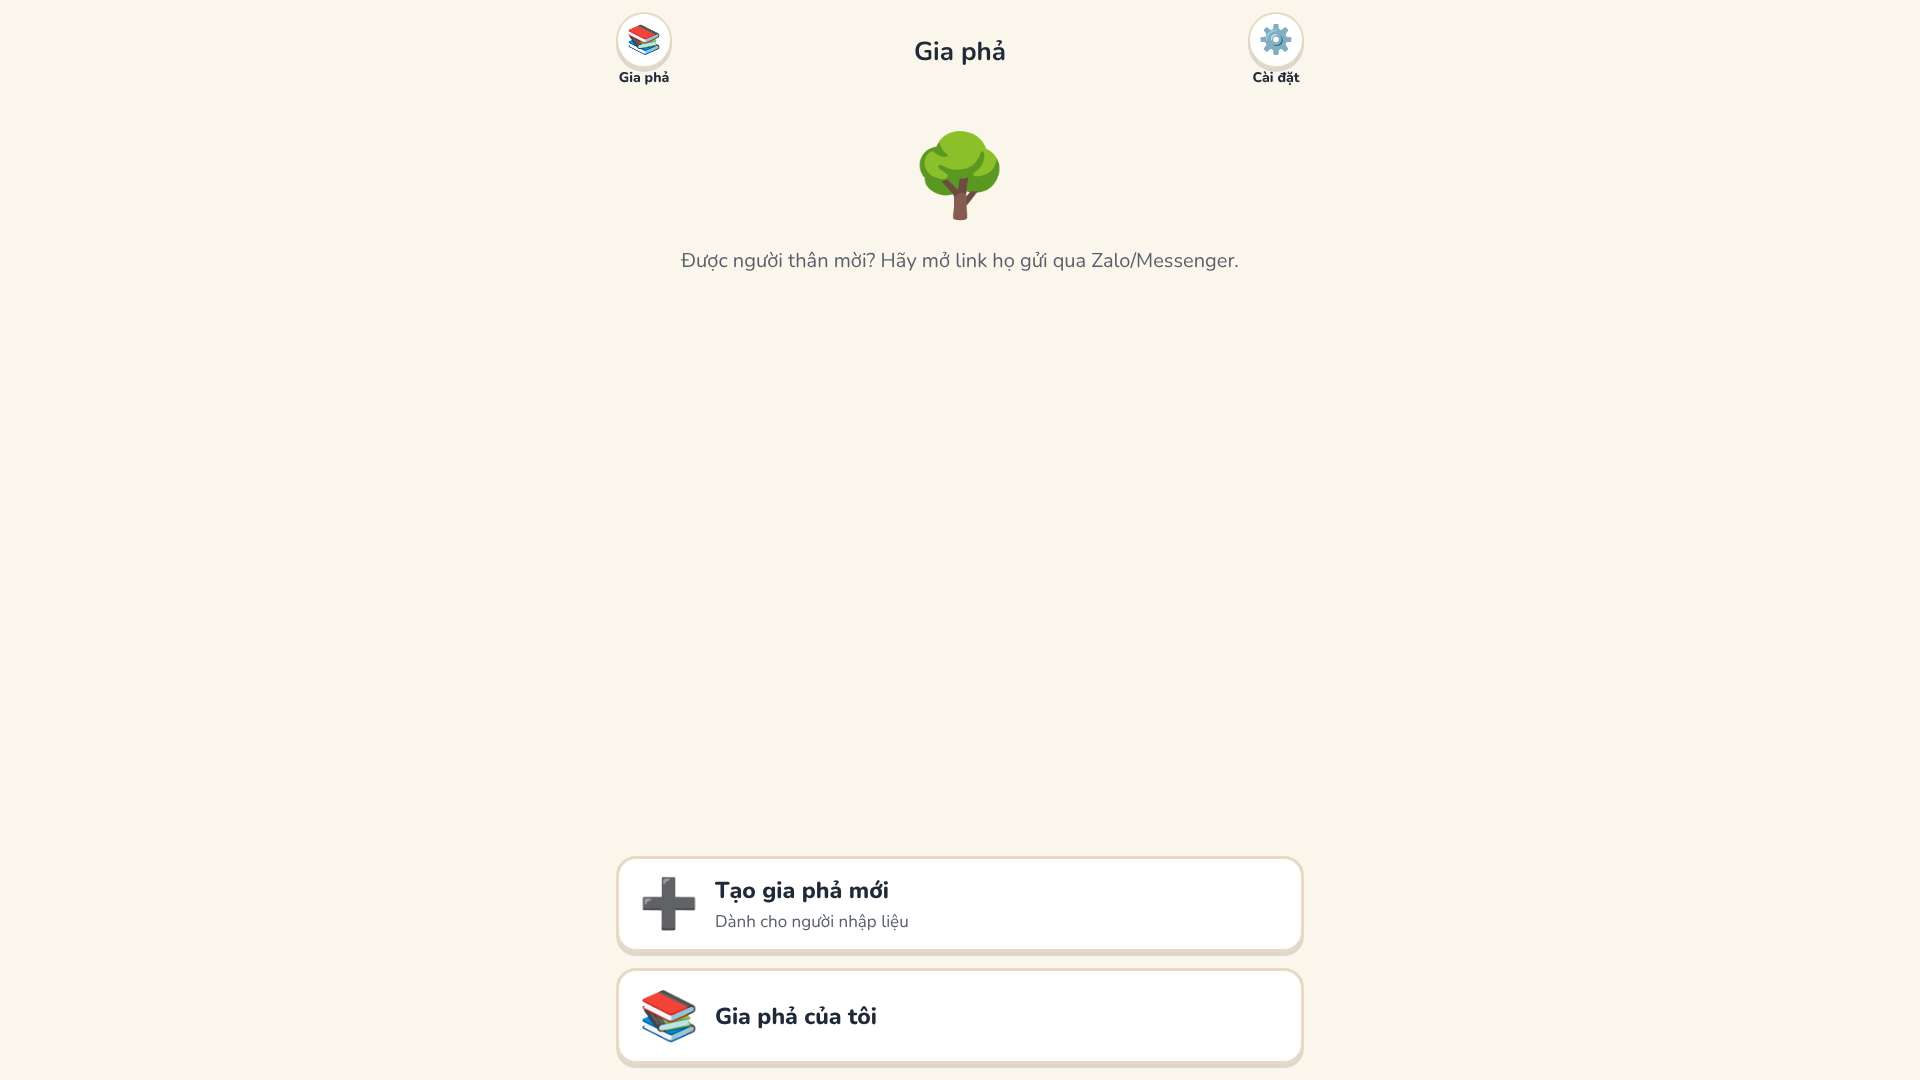 Gia phả
Gia phả
Cài đặt
Được người thân mời? Hãy mở link họ gửi qua Zalo/Messenger.
Tạo gia phả mới
Dành cho người nhập liệu
Gia phả của tôi